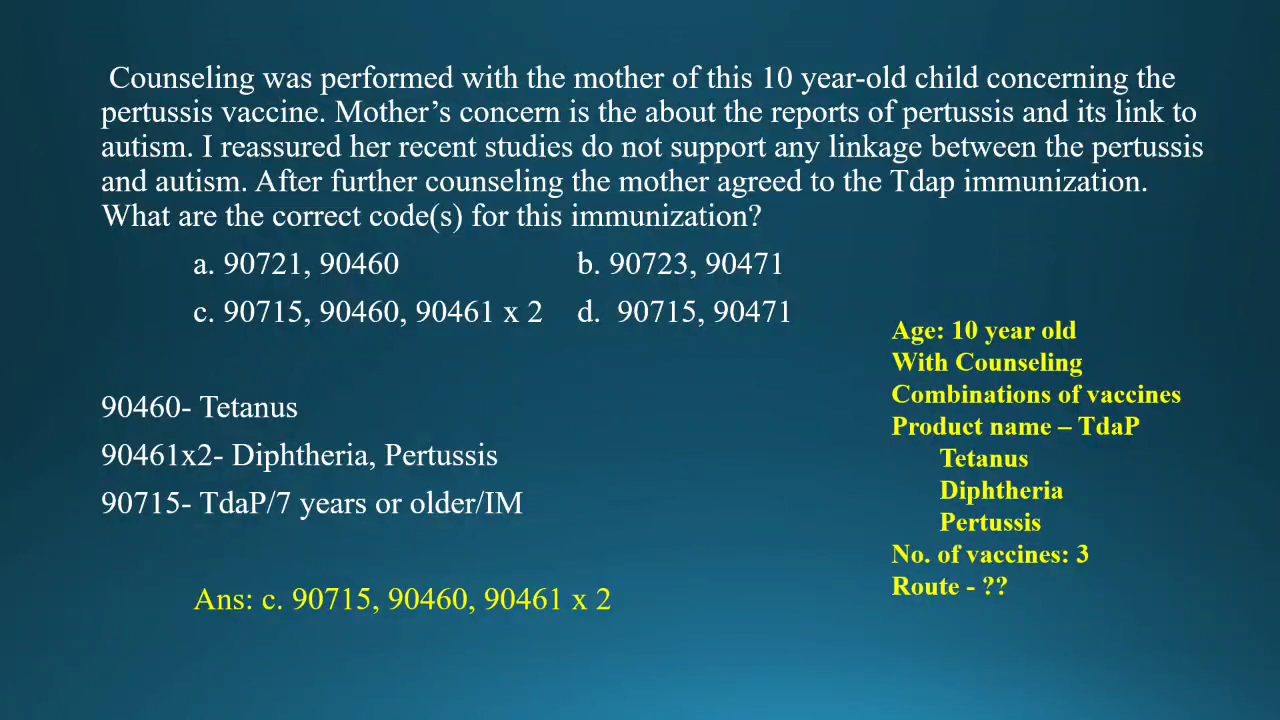 Counseling was performed with the mother of this 10 year-old child concerning the
pertussis vaccine. Mother’s concern is the about the reports of pertussis and its link to
autism. I reassured her recent studies do not support any linkage between the pertussis
and autism. After further counseling the mother agreed to the Tdap immunization.
What are the correct code(s) for this immunization?
a. 90721, 90460 b. 90723, 90471
c. 90715, 90460, 90461 x 2 d. 90715, 90471
90460- Tetanus
90461x2- Diphtheria, Pertussis
90715- TdaP/7 years or older/IM
Ans: c. 90715, 90460, 90461 x 2
Age: 10 year old
With Counseling
Combinations of vaccines
Product name – TdaP
Tetanus
Diphtheria
Pertussis
No. of vaccines: 3
Route - ??